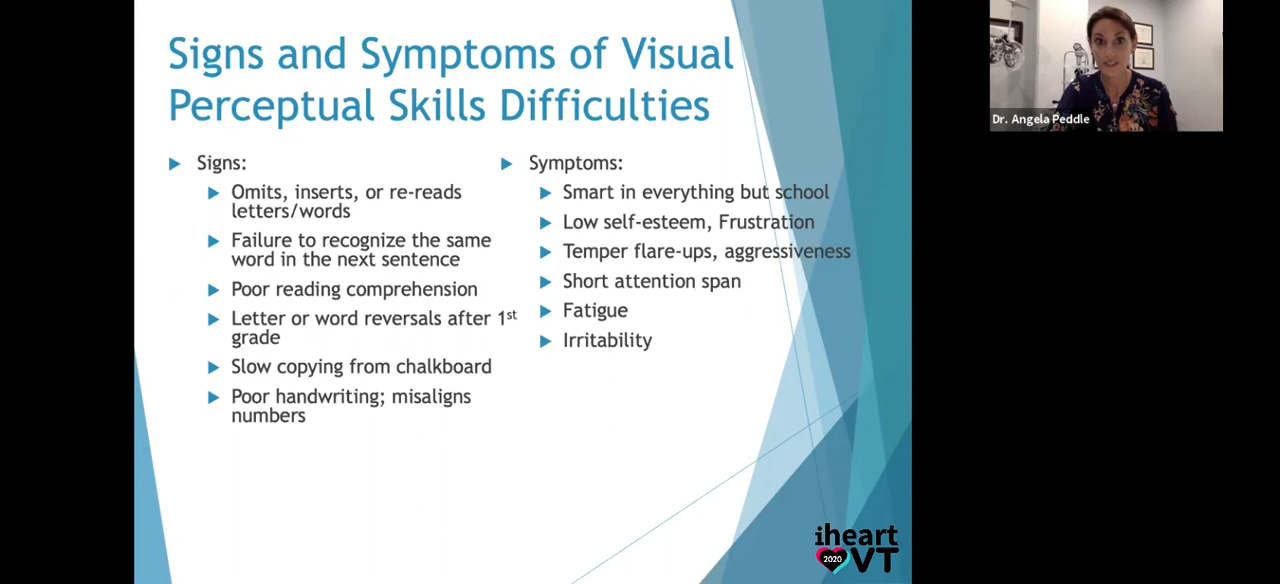 Signs and Symptoms of Visual
Perceptual Skills Difficulties
Signs:
Omits, inserts, or re-reads
letters/words
Failure to recognize the same
word in the next sentence
Poor reading comprehension
Letter or word reversals after 1st
grade
Slow copying from chalkboard
Poor handwriting; misaligns
numbers
Symptoms:
Smart in everything but school
Low self-esteem, Frustration
Temper flare-ups, aggressiveness
Short attention span
Fatigue
Irritability
iheart
2020 VT
Dr. Angela Peddle